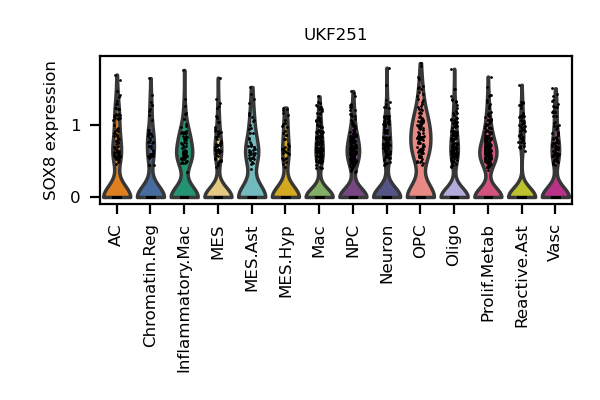 UKF251
SOX8 expression
1
0
AC
Chromatin.Reg
Inflammatory.Mac
MES
MES.Ast
MES.Hyp
Mac
NPC
Neuron
OPC
Oligo
Prolif.Metab
Reactive.Ast
Vasc